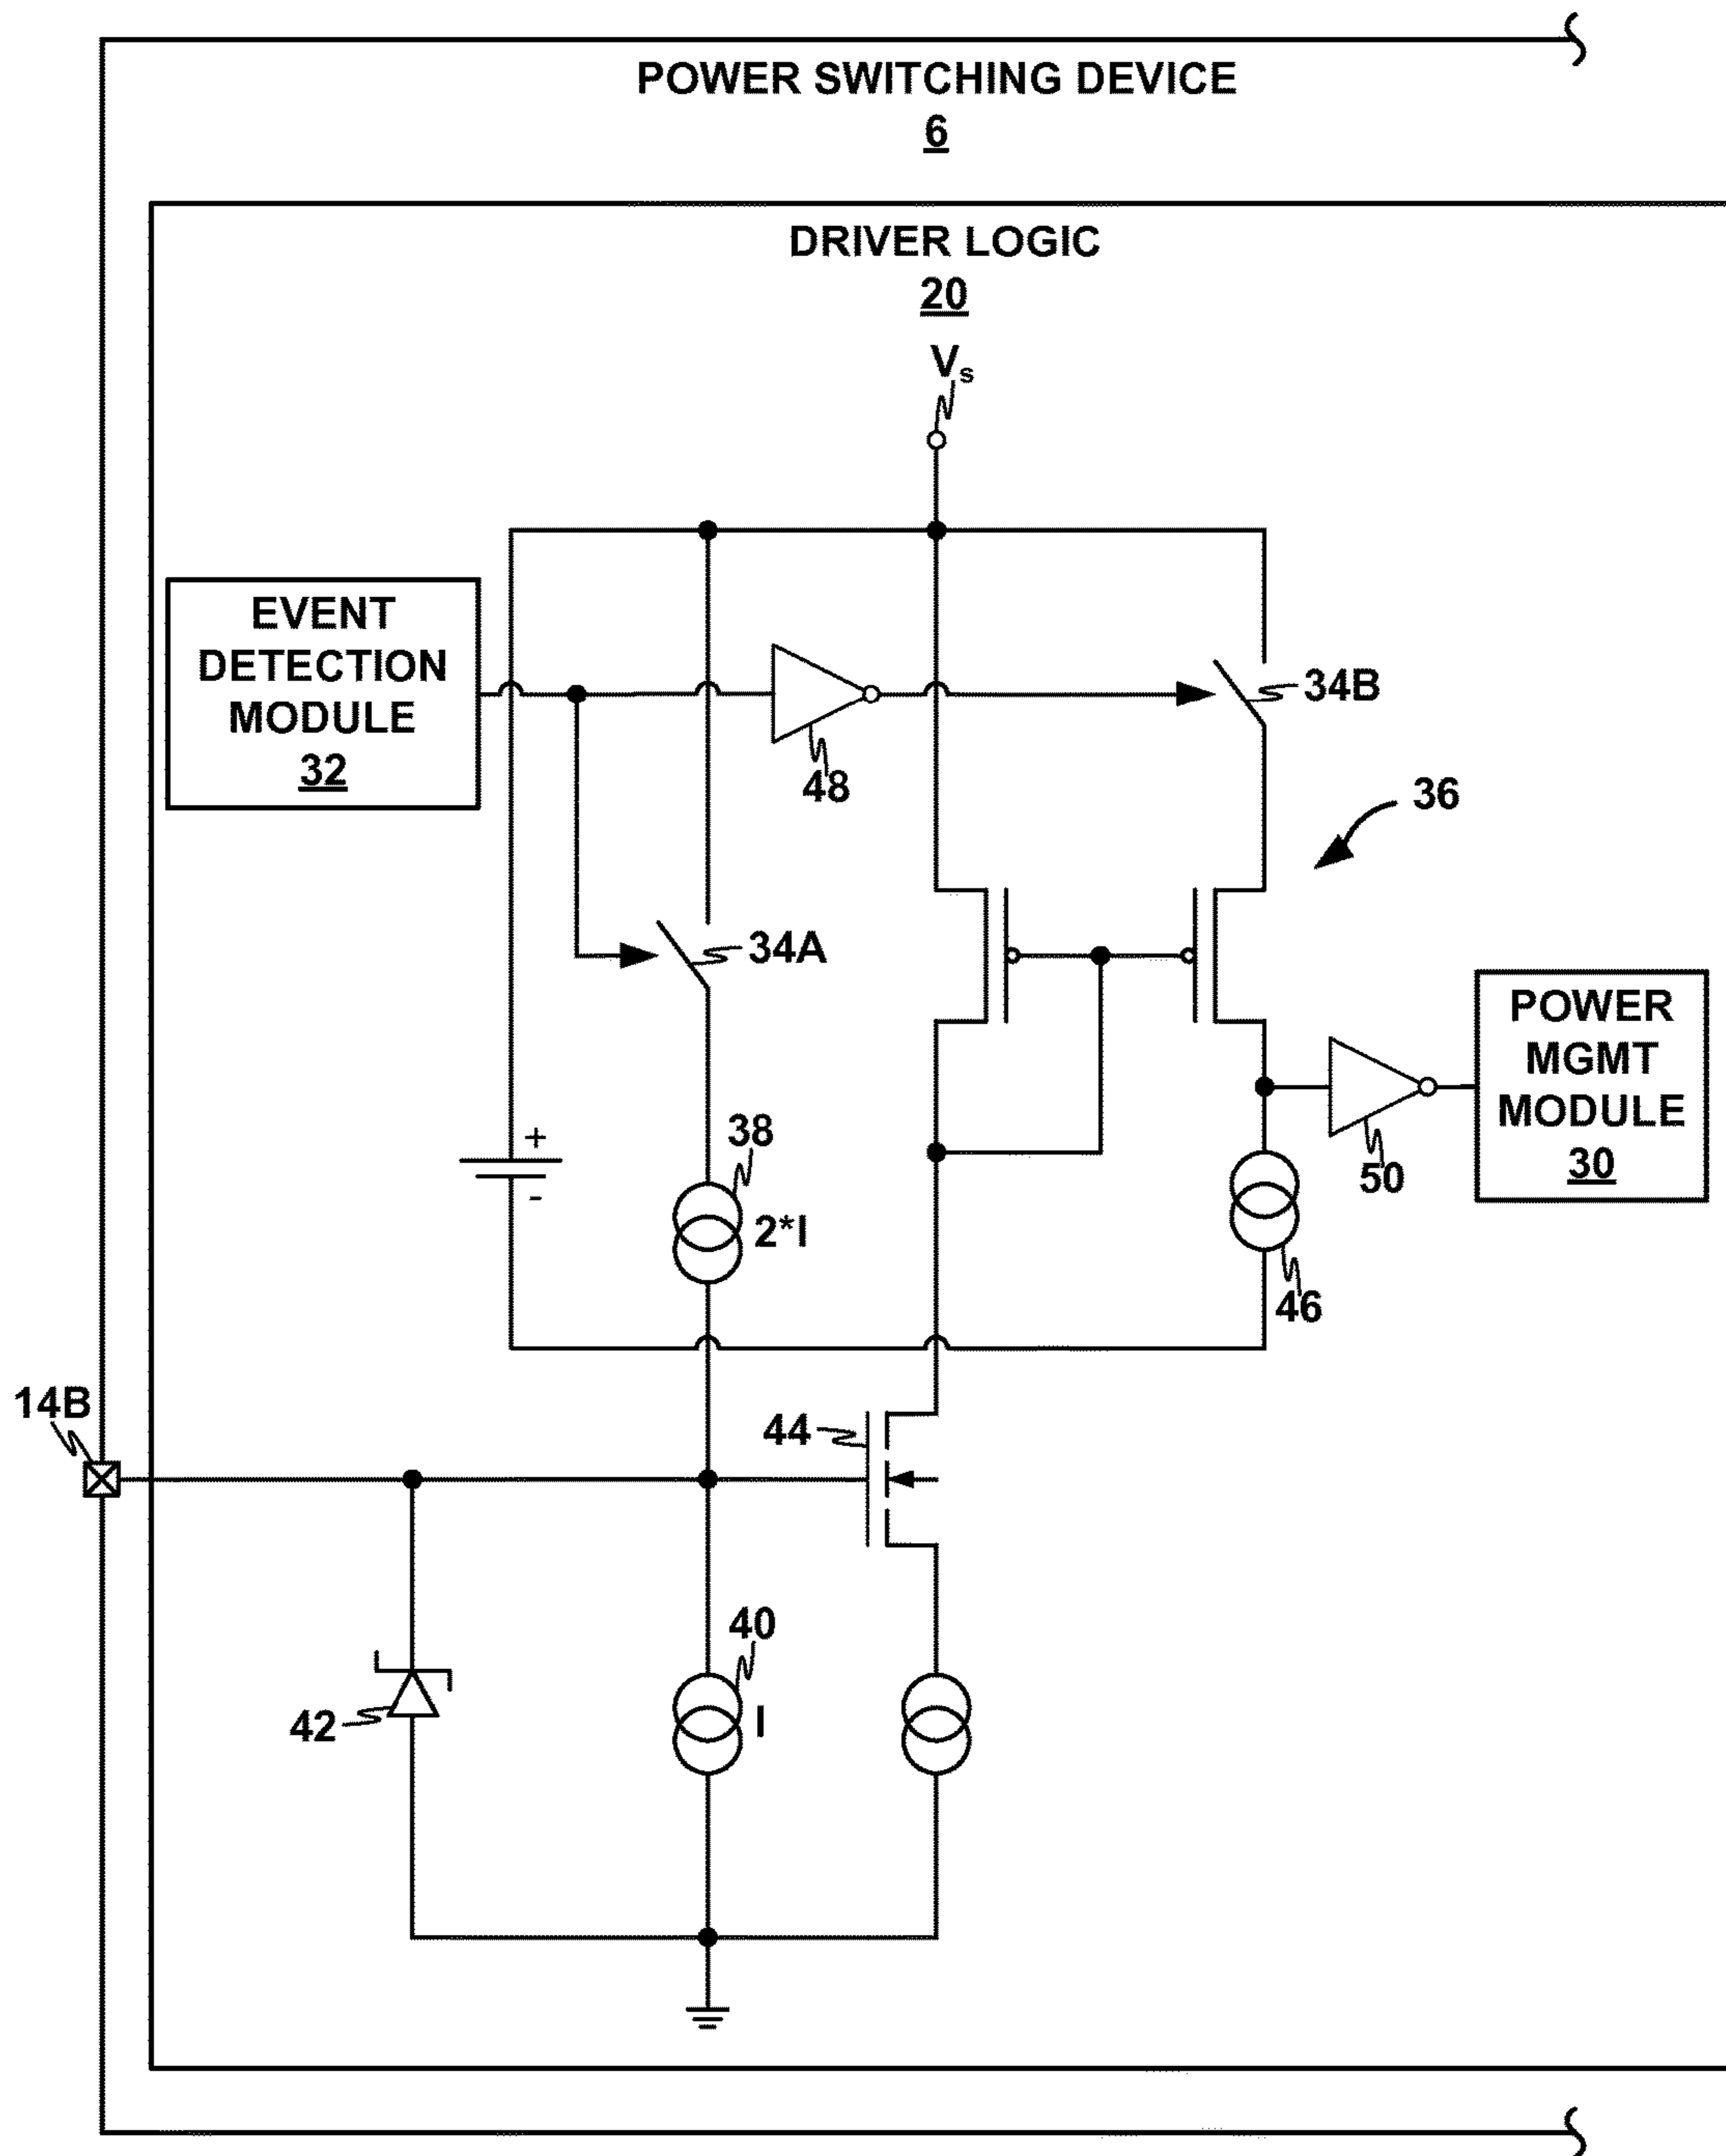 POWER SWITCHING DEVICE
6
DRIVER LOGIC
20
Vs
EVENT
DETECTION
MODULE
32
34B
48
36
34A
POWER
MGMT
MODULE
30
38
+
-
2*I
50
46
14B
44
40
I
42